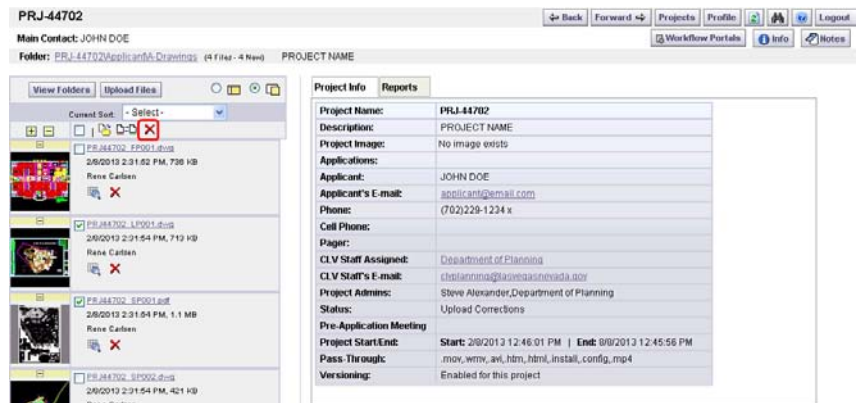 PRJ-44702
Back Forward Projects Profile Logout
Main Contact: JOHN DOE
Workflow Portals Info Notes
Folder: PRJ-44702\Applicant\A-Drawings (4 Files - 4 New) PROJECT NAME
View Folders Upload Files
Current Sort: - Select -
PRJ44702_FP001.dwg
2/8/2013 2:31:52 PM, 736 KB
Rene Carlsen
PRJ44702_LP001.dwg
2/8/2013 2:31:54 PM, 713 KB
Rene Carlsen
PRJ44702_SP001.pdf
2/8/2013 2:31:54 PM, 1.1 MB
Rene Carlsen
PRJ44702_SP002.dwg
2/8/2013 2:31:54 PM, 421 KB
Project Info Reports
Project Name: PRJ-44702
Description: PROJECT NAME
Project Image: No image exists
Applications:
Applicant: JOHN DOE
Applicant's E-mail: applicant@email.com
Phone: (702)229-1234 x
Cell Phone:
Pager:
CLV Staff Assigned: Department of Planning
CLV Staff's E-mail: clvplanning@lasvegasnevada.gov
Project Admins: Steve Alexander,Department of Planning
Status: Upload Corrections
Pre-Application Meeting
Project Start/End: Start: 2/8/2013 12:46:01 PM | End: 8/8/2013 12:45:56 PM
Pass-Through: .mov,.wmv,.avi,.htm,.html,.install,.config,.mp4
Versioning: Enabled for this project